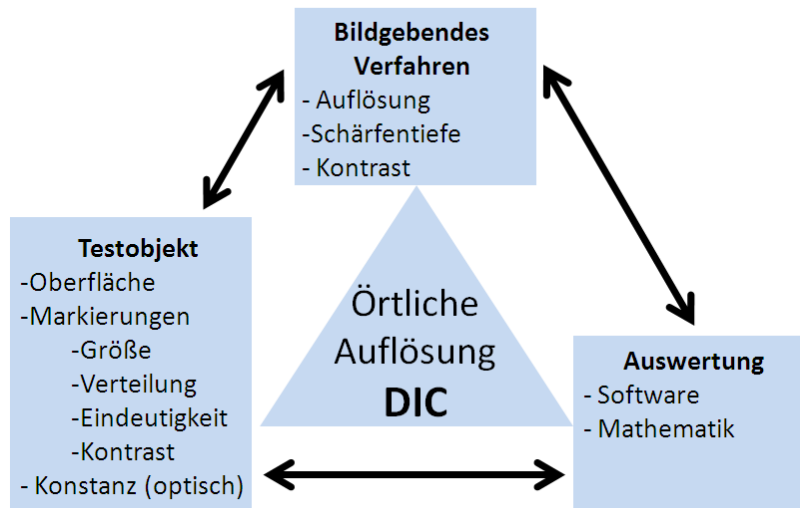 Bildgebendes
Verfahren
- Auflösung
-Schärfentiefe
- Kontrast
Testobjekt
-Oberfläche
-Markierungen
-Größe
-Verteilung
-Eindeutigkeit
-Kontrast
- Konstanz (optisch)
Örtliche
Auflösung
DIC
Auswertung
- Software
- Mathematik